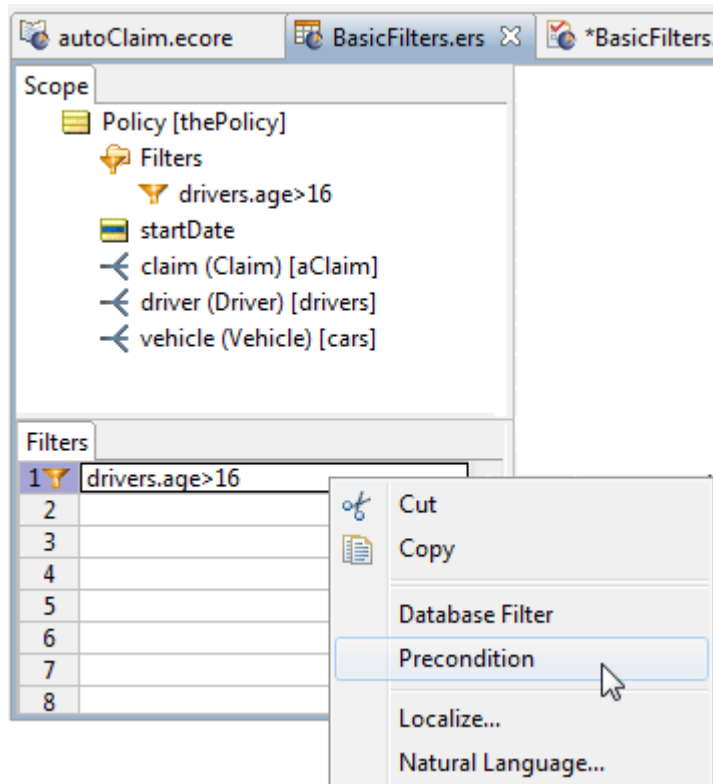 autoClaim.ecore BasicFilters.ers *BasicFilters.
Scope
Policy [thePolicy]
Filters
drivers.age>16
startDate
claim (Claim) [aClaim]
driver (Driver) [drivers]
vehicle (Vehicle) [cars]
Filters
1 drivers.age>16
2
3
4
5
6
7
8
Cut
Copy
Database Filter
Precondition
Localize...
Natural Language...